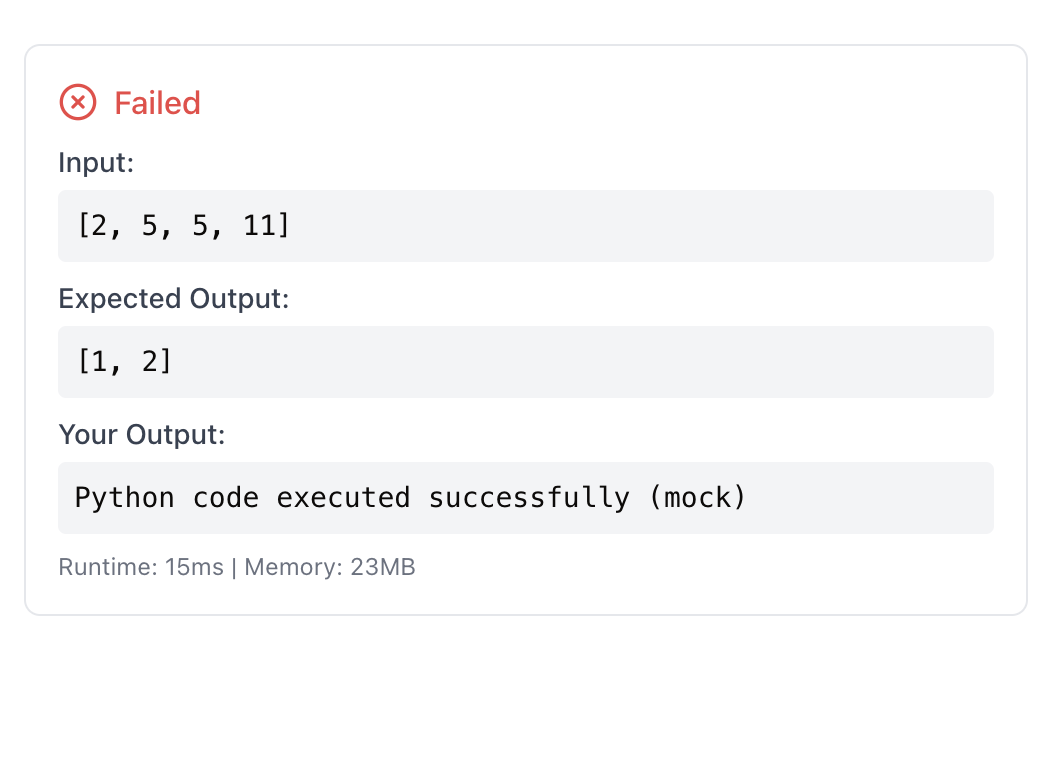 Failed
Input:
[2, 5, 5, 11]
Expected Output:
[1, 2]
Your Output:
Python code executed successfully (mock)
Runtime: 15ms | Memory: 23MB